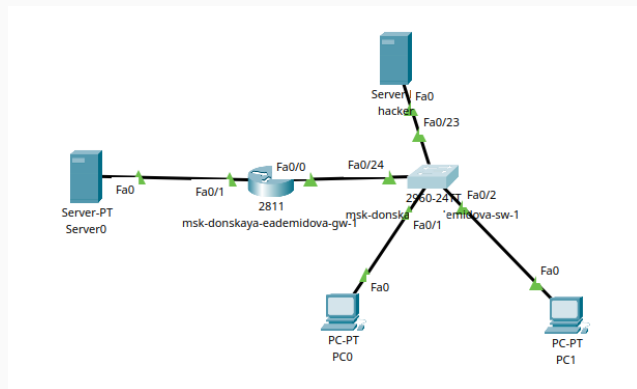 Server-
hacker
Fa0
Fa0/23
Fa0/0
Fa0/24
Fa0
Fa0/1
2811
msk-donskaya-eademidova-gw-1
Server-PT
Server0
2960-24TT
Fa0/2
msk-donska
emidova-sw-1
Fa0/1
Fa0
Fa0
PC-PT
PC0
PC-PT
PC1